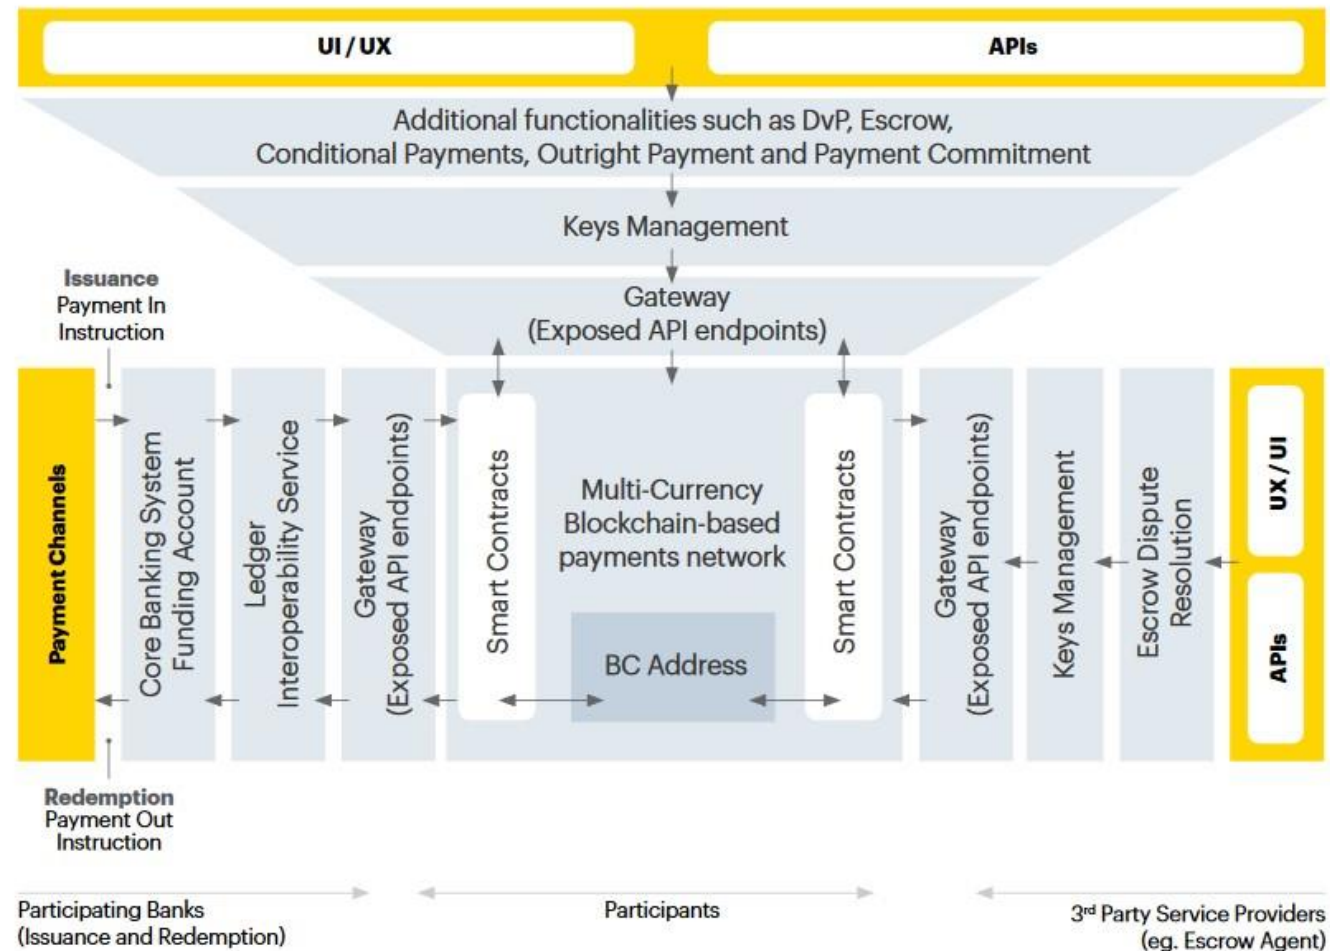 UI / UX
APIs
Additional functionalities such as DvP, Escrow,
Conditional Payments, Outright Payment and Payment Commitment
Keys Management
Gateway
(Exposed API endpoints)
Issuance
Payment In
Instruction
Payment Channels
Core Banking System
Funding Account
Ledger
Interoperability Service
Gateway
(Exposed API endpoints)
Smart Contracts
Multi-Currency
Blockchain-based
payments network
BC Address
Smart Contracts
Gateway
(Exposed API endpoints)
Keys Management
Escrow Dispute
Resolution
UX / UI
APIs
Redemption
Payment Out
Instruction
Participating Banks
(Issuance and Redemption)
Participants
3rd Party Service Providers
(eg. Escrow Agent)